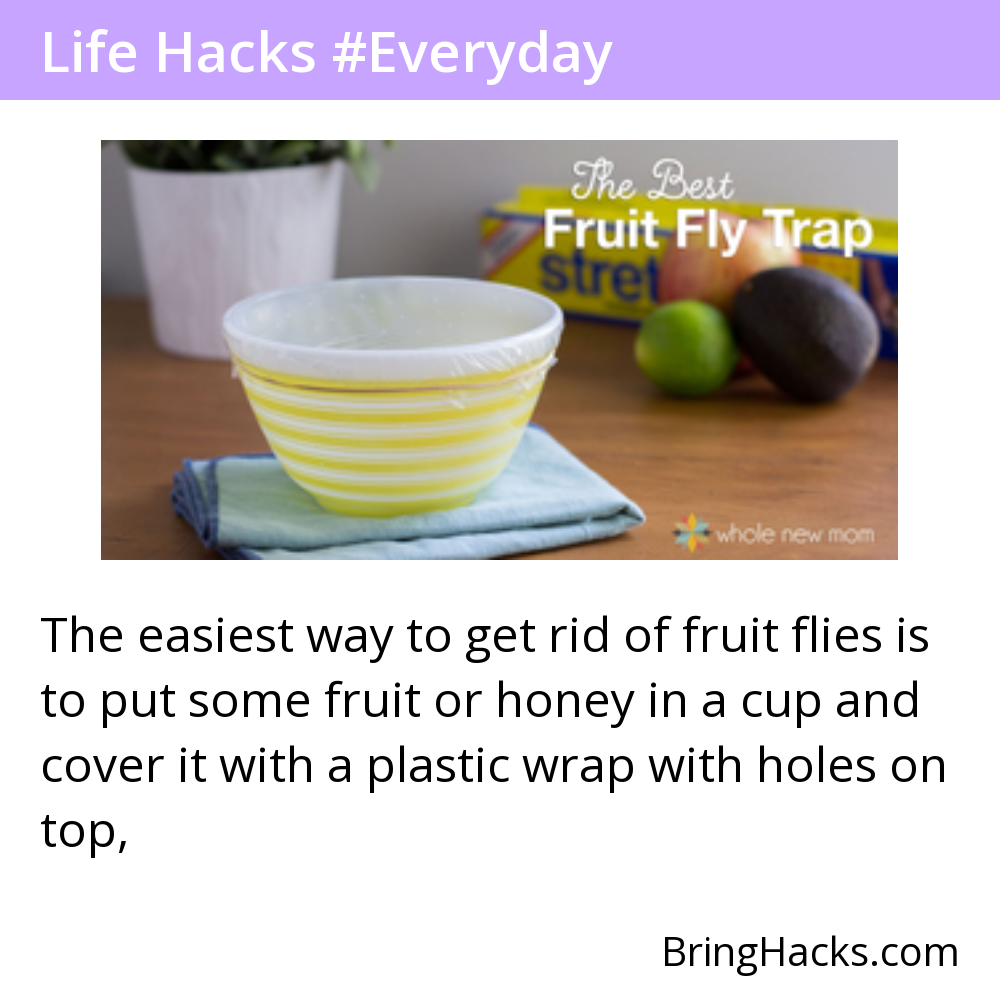 Life Hacks #Everyday
The Best
Fruit Fly Trap
stret
whole new mom
The easiest way to get rid of fruit flies is
to put some fruit or honey in a cup and
cover it with a plastic wrap with holes on
top,
BringHacks.com